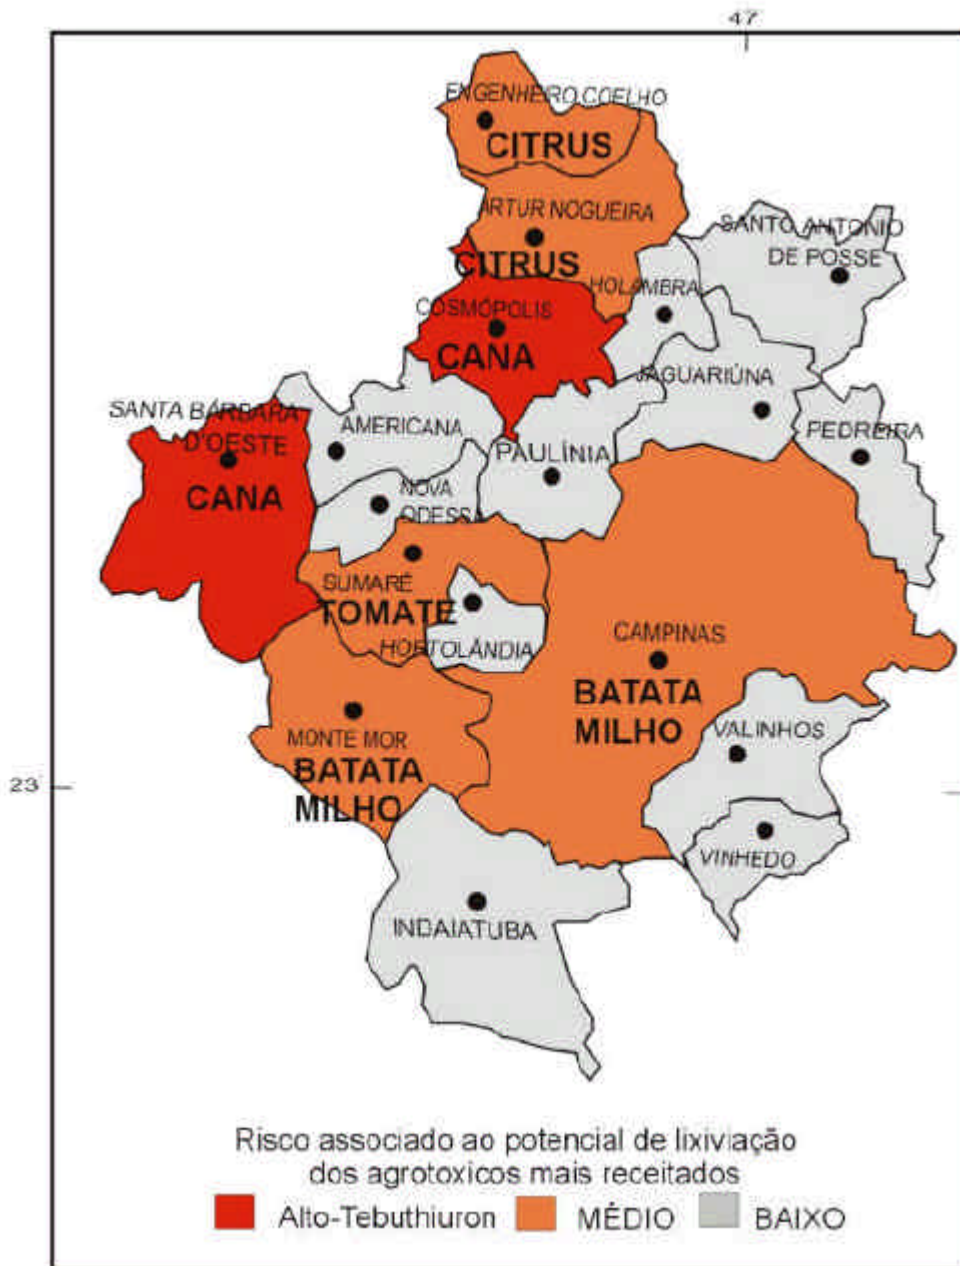 47
ENGENHEIRO COELHO
CITRUS
ARTUR NOGUEIRA
CITRUS
SANTO ANTONIO
DE POSSE
HOLAMBRA
COSMÓPOLIS
CANA
JAGUARIÚNA
SANTA BÁRBARA
D'OESTE
CANA
AMERICANA
PAULÍNIA
PEDREIRA
NOVA
ODESSA
SUMARÉ
TOMATE
HORTOLÂNDIA
CAMPINAS
BATATA
MILHO
MONTE MOR
BATATA
MILHO
VALINHOS
23
VINHEDO
INDAIATUBA
Risco associado ao potencial de lixiviação
dos agrotoxicos mais receitados
Alto-Tebuthiuron MÉDIO BAIXO